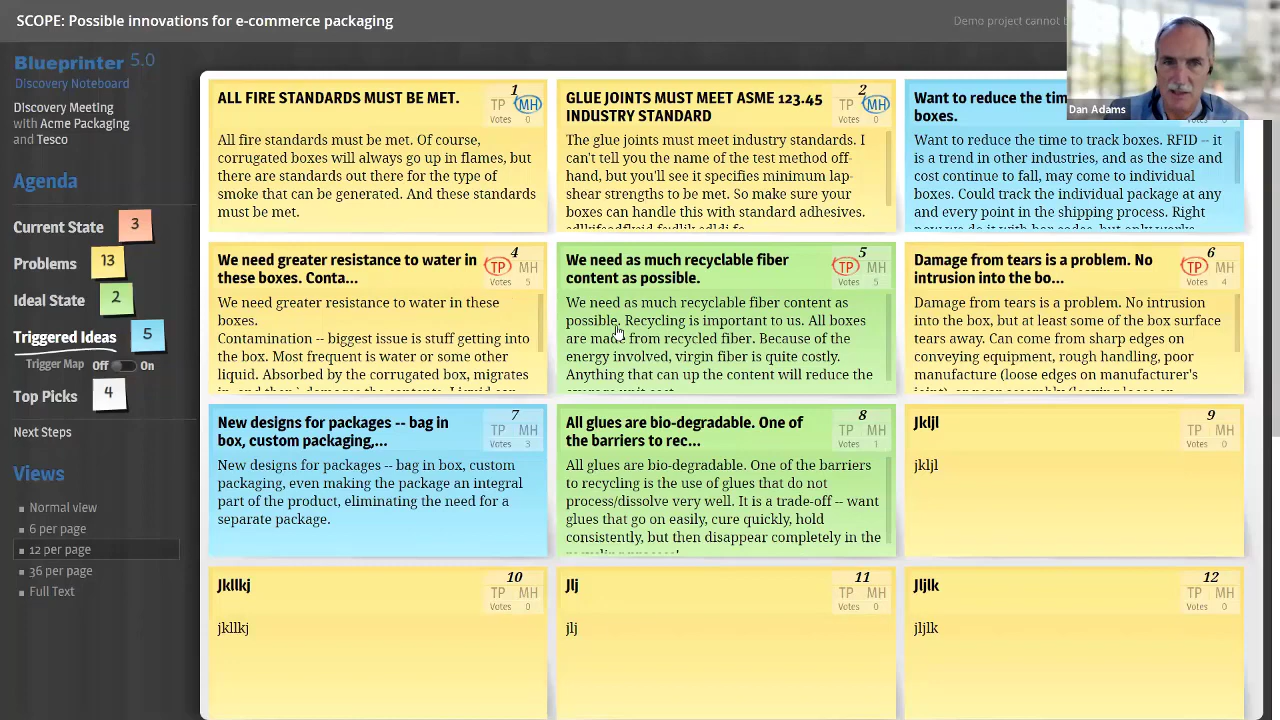 SCOPE: Possible innovations for e-commerce packaging
Demo project cannot b
Dan Adams
Blueprinter 5.0
Discovery Noteboard
Discovery Meeting
with Acme Packaging
and Tesco
Agenda
Current State 3
Problems 13
Ideal State 2
Triggered Ideas 5
Trigger Map Off On
Top Picks 4
Next Steps
Views
Normal view
6 per page
12 per page
36 per page
Full Text
ALL FIRE STANDARDS MUST BE MET.
1
TP MH
Votes 0
All fire standards must be met. Of course,
corrugated boxes will always go up in flames, but
there are standards out there for the type of
smoke that can be generated. And these standards
must be met.
GLUE JOINTS MUST MEET ASME 123.45
INDUSTRY STANDARD
2
TP MH
Votes 0
The glue joints must meet industry standards. I
can't tell you the name of the test method off-
hand, but you'll see it specifies minimum lap-
shear strengths to be met. So make sure your
boxes can handle this with standard adhesives.
Want to reduce the tim
boxes.
Want to reduce the time to track boxes. RFID -- it
is a trend in other industries, and as the size and
cost continue to fall, may come to individual
boxes. Could track the individual package at any
and every point in the shipping process. Right
now we do it with bar codes, but only works
We need greater resistance to water in
these boxes. Conta...
4
TP MH
Votes 5
We need greater resistance to water in these
boxes.
Contamination -- biggest issue is stuff getting into
the box. Most frequent is water or some other
liquid. Absorbed by the corrugated box, migrates
We need as much recyclable fiber
content as possible.
5
TP MH
Votes 5
We need as much recyclable fiber content as
possible. Recycling is important to us. All boxes
are made from recycled fiber. Because of the
energy involved, virgin fiber is quite costly.
Anything that can up the content will reduce the
Damage from tears is a problem. No
intrusion into the bo...
6
TP MH
Votes 4
Damage from tears is a problem. No intrusion
into the box, but at least some of the box surface
tears away. Can come from sharp edges on
conveying equipment, rough handling, poor
manufacture (loose edges on manufacturer's
New designs for packages -- bag in
box, custom packaging,...
7
TP MH
Votes 3
New designs for packages -- bag in box, custom
packaging, even making the package an integral
part of the product, eliminating the need for a
separate package.
All glues are bio-degradable. One of
the barriers to rec...
8
TP MH
Votes 1
All glues are bio-degradable. One of the barriers
to recycling is the use of glues that do not
process/dissolve very well. It is a trade-off -- want
glues that go on easily, cure quickly, hold
consistently, but then disappear completely in the
Jkljl
9
TP MH
Votes 0
jkljl
Jkllkj
10
TP MH
Votes 0
jkllkj
Jlj
11
TP MH
Votes 0
jlj
Jljlk
12
TP MH
Votes 0
jljlk